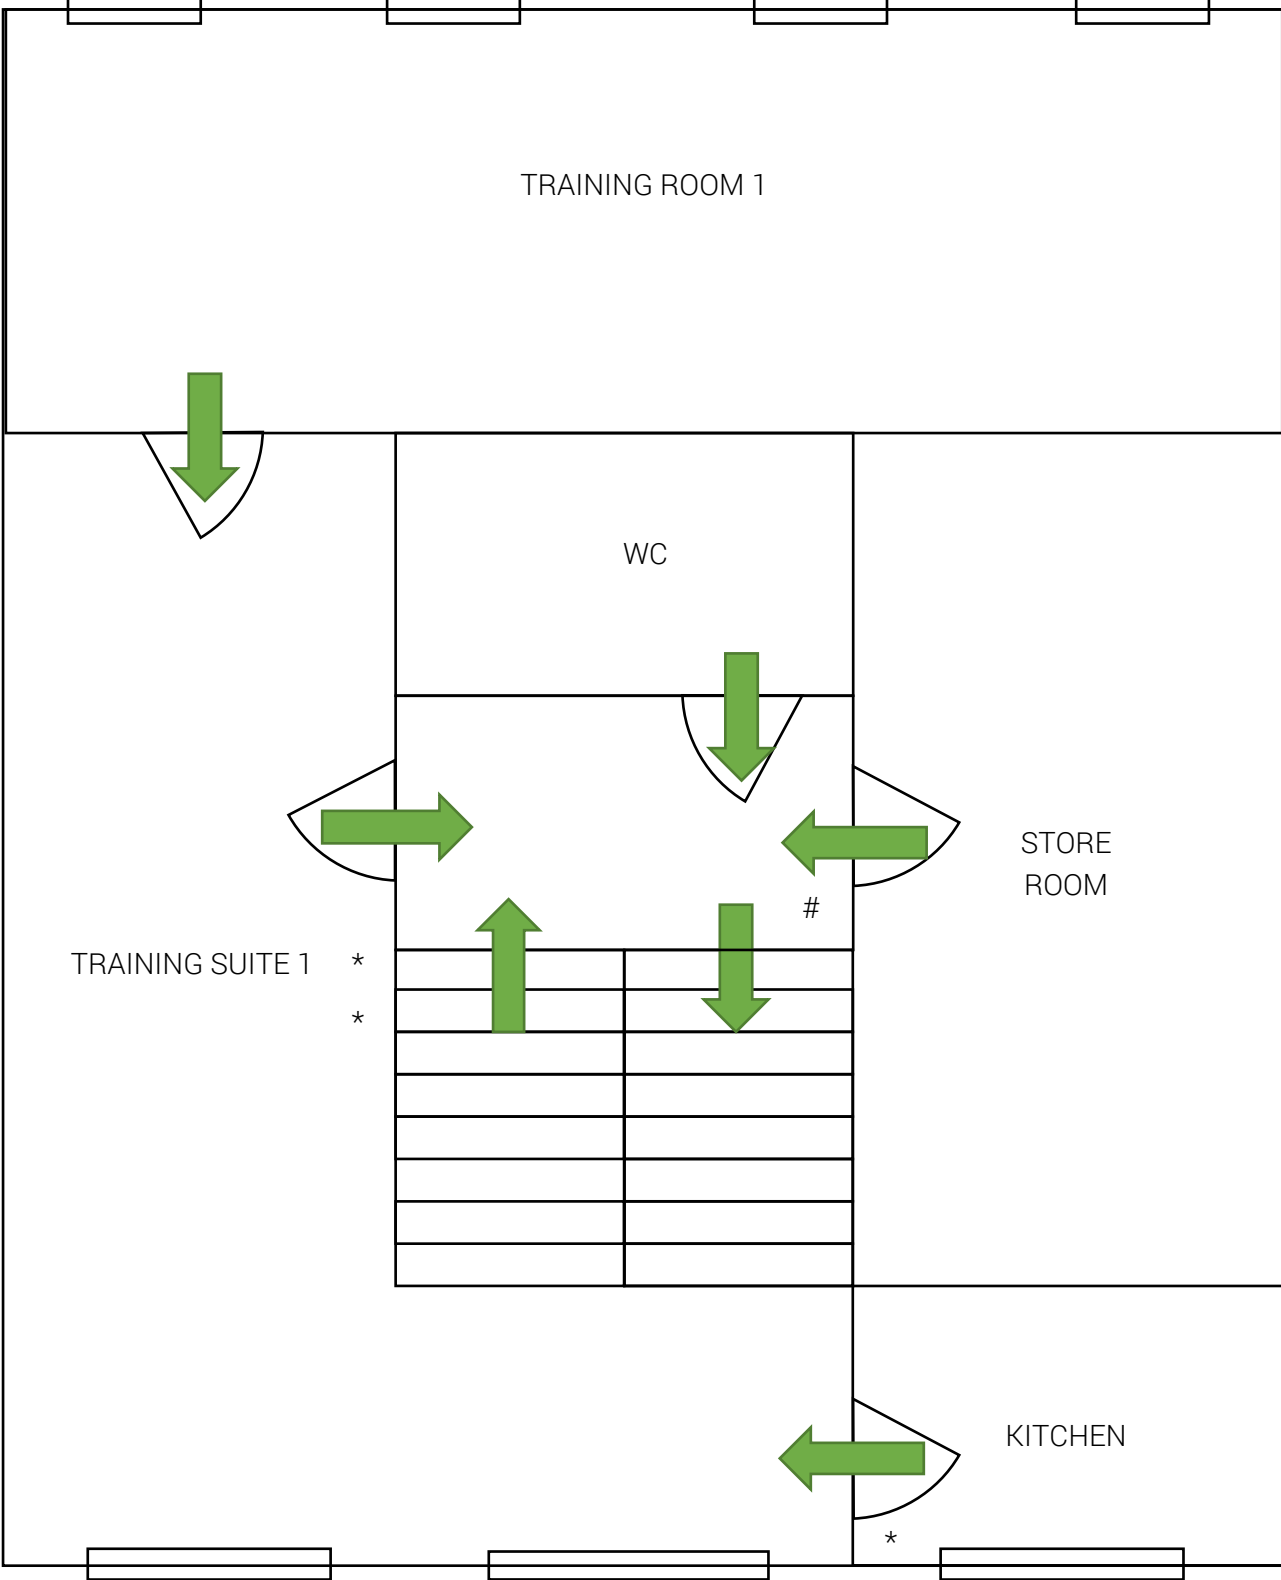 TRAINING ROOM 1
WC
STORE
ROOM
#
TRAINING SUITE 1 *
*
KITCHEN
*